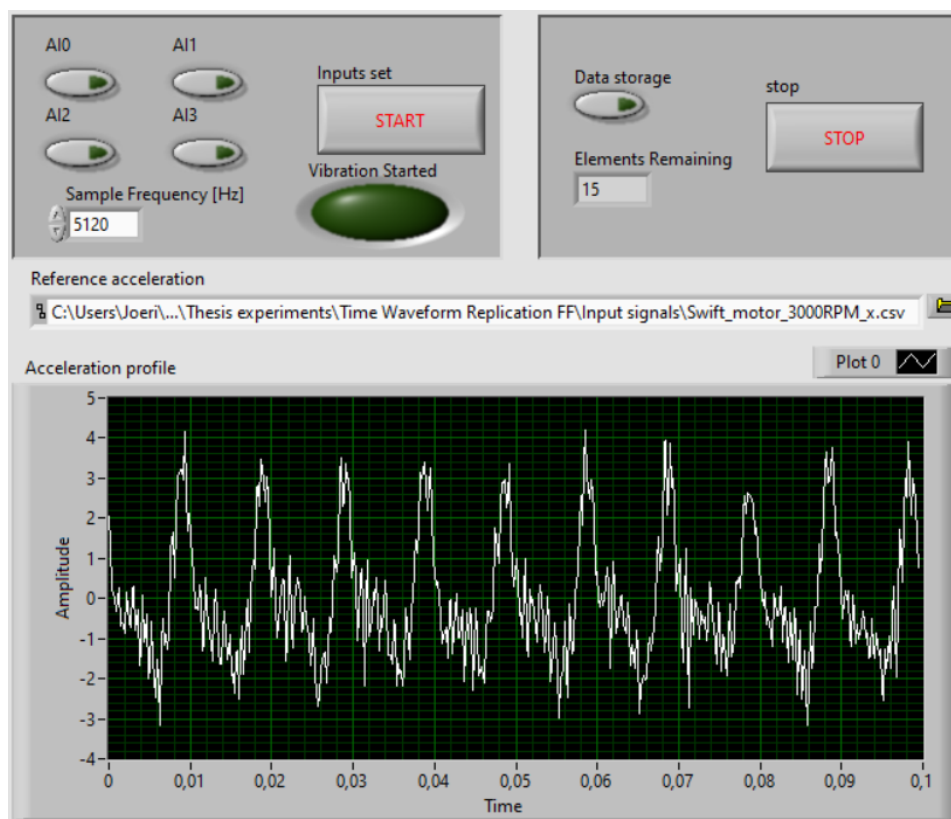 AI0 AI1
AI2 AI3
Inputs set
START
Vibration Started
Sample Frequency [Hz]
5120
Data storage
Elements Remaining
15
stop
STOP
Reference acceleration
C:\Users\Joeri\...\Thesis experiments\Time Waveform Replication FF\Input signals\Swift_motor_3000RPM_x.csv
Acceleration profile
Plot 0
Amplitude
5
4
3
2
1
0
-1
-2
-3
-4
0 0,01 0,02 0,03 0,04 0,05 0,06 0,07 0,08 0,09 0,1
Time